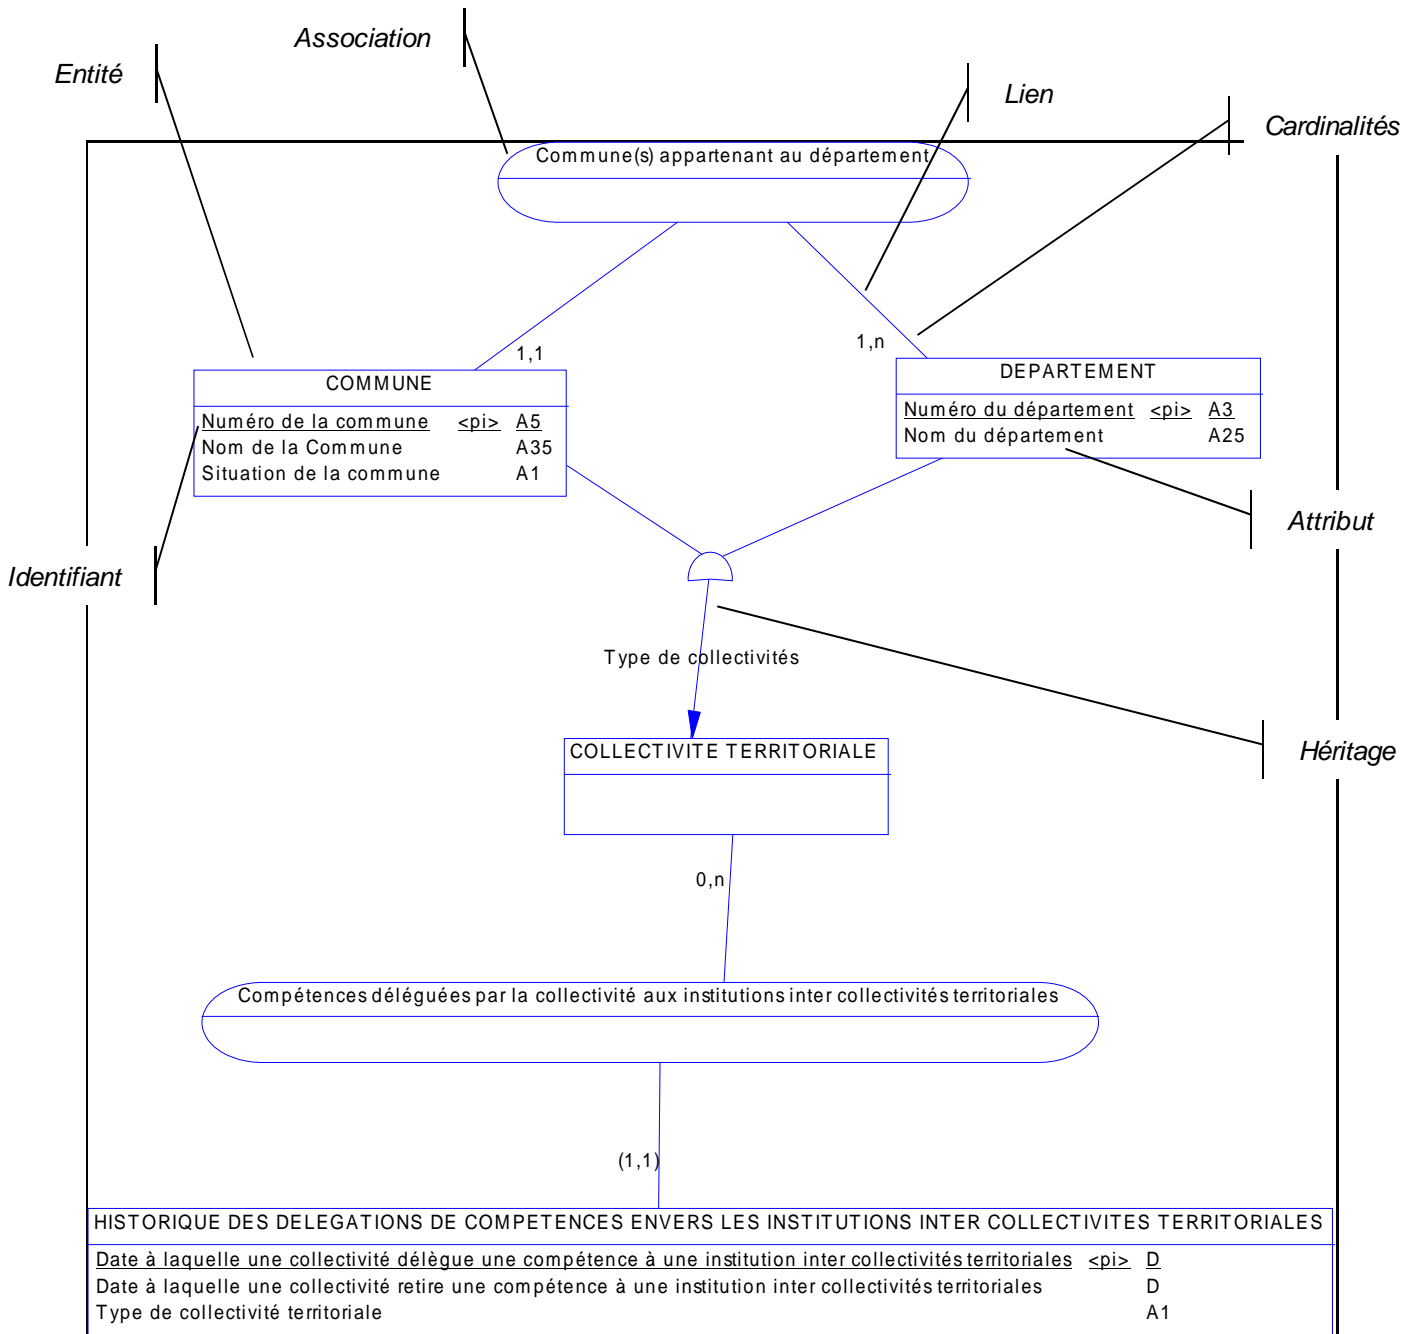 Association
Entité
Lien
Cardinalités
Commune(s) appartenant au département
1,1
1,n
COMMUNE
Numéro de la commune <pi> A5
Nom de la Commune A35
Situation de la commune A1
DEPARTEMENT
Numéro du département <pi> A3
Nom du département A25
Attribut
Identifiant
Type de collectivités
Héritage
COLLECTIVITE TERRITORIALE
0,n
Compétences déléguées par la collectivité aux institutions inter collectivités territoriales
(1,1)
HISTORIQUE DES DELEGATIONS DE COMPETENCES ENVERS LES INSTITUTIONS INTER COLLECTIVITES TERRITORIALES
Date à laquelle une collectivité délègue une compétence à une institution inter collectivités territoriales <pi> D
Date à laquelle une collectivité retire une compétence à une institution inter collectivités territoriales D
Type de collectivité territoriale A1